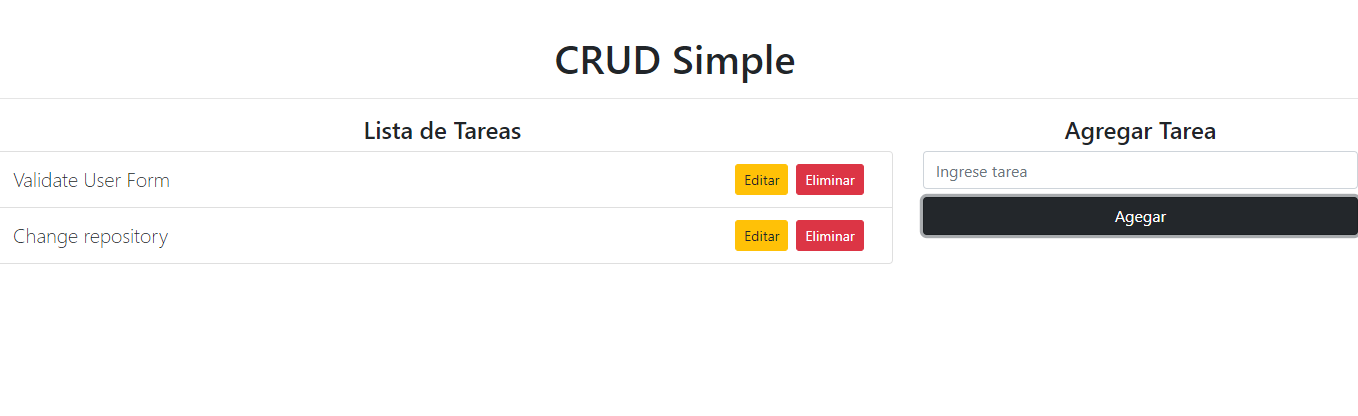 CRUD Simple
Lista de Tareas
Validate User Form
Editar
Eliminar
Change repository
Editar
Eliminar
Agregar Tarea
Ingrese tarea
Agegar